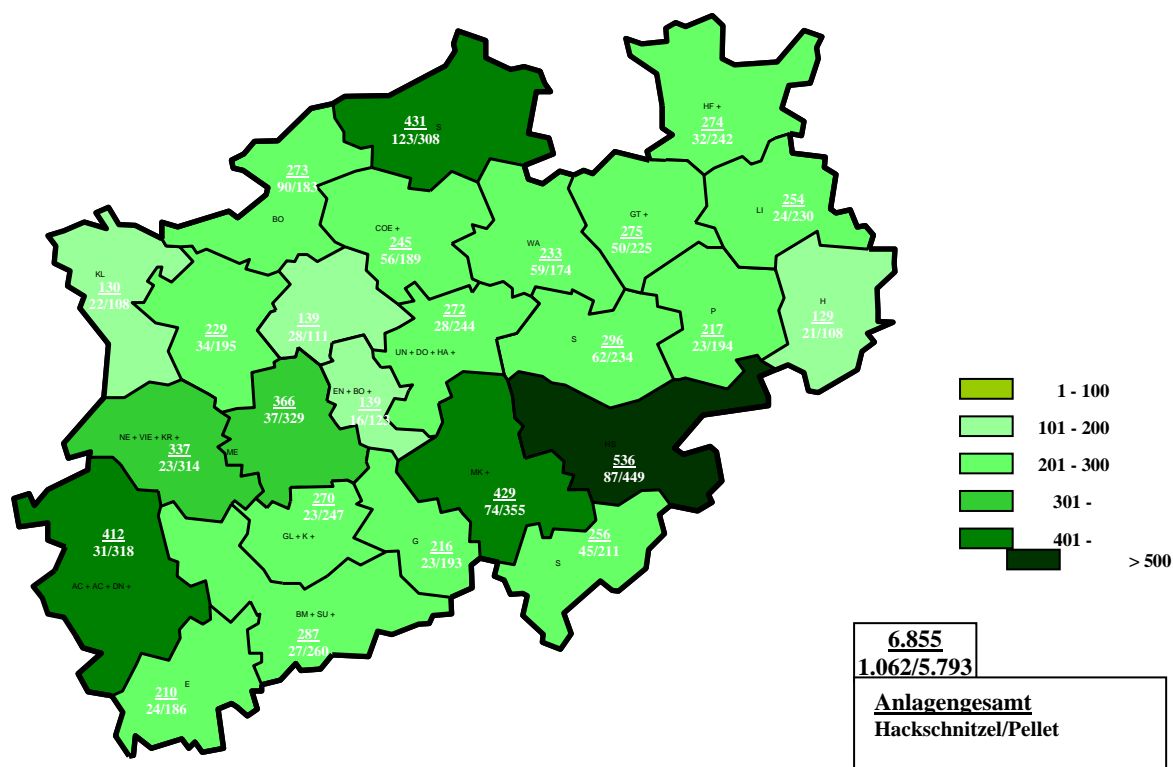 HF +
274
32/242
431
S
123/308
273
90/183
BO
COE +
245
56/189
WA
233
59/174
GT +
275
50/225
LI
254
24/230
KL
130
22/108
229
34/195
139
28/111
272
28/244
UN + DO + HA +
S
296
62/234
P
217
23/194
H
129
21/108
366
37/329
ME
EN + BO +
139
16/123
NE + VIE + KR +
337
23/314
MK +
429
74/355
HS
536
87/449
412
31/318
AC + AC + DN +
270
23/247
GL + K +
G
216
23/193
256
45/211
S
BM + SU +
287
27/260
E
210
24/186
1 - 100
101 - 200
201 - 300
301 -
401 -
> 500
6.855
1.062/5.793
Anlagengesamt
Hackschnitzel/Pellet